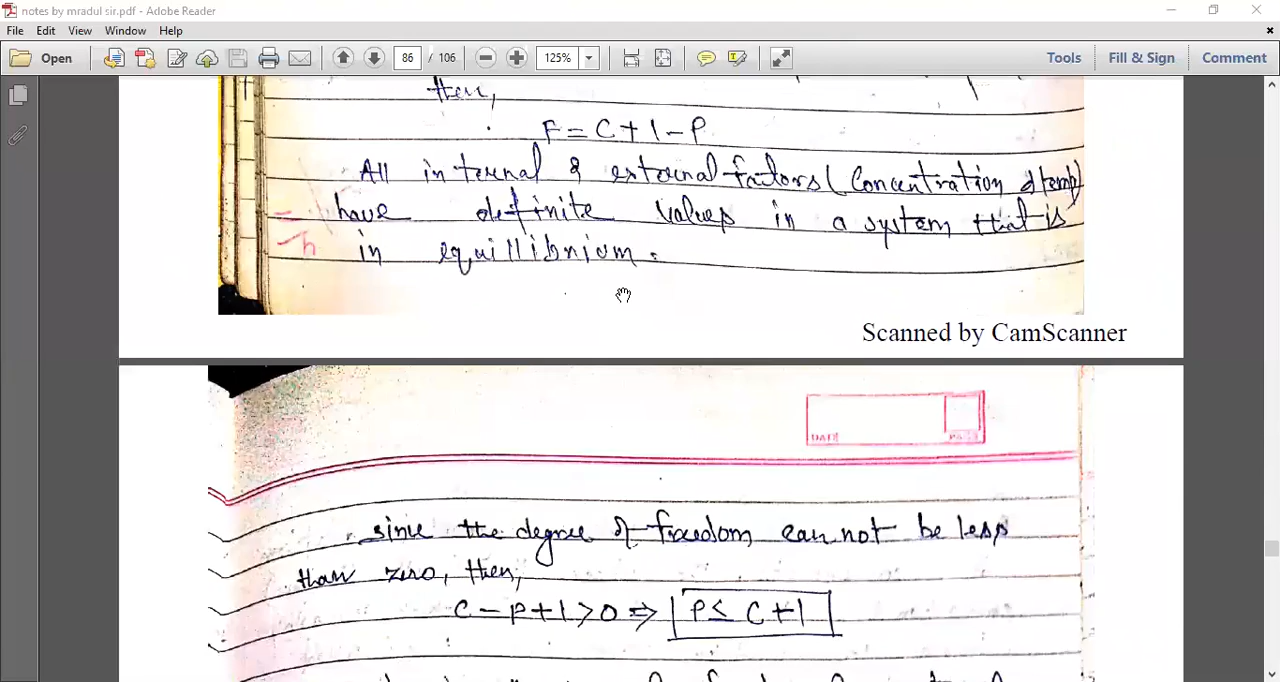 notes by mradul sir.pdf - Adobe Reader
File Edit View Window Help
Open 86 / 106 125% Tools Fill & Sign Comment
then,
F = C + 1 - P
All internal & external factors (Concentration & temp)
have definite values in a system that is
in equillibrium.
Scanned by CamScanner
DATE PAGE
since the degree of freedom can not be less
than zero, then,
C - P + 1 > 0 ⇒ P ≤ C + 1